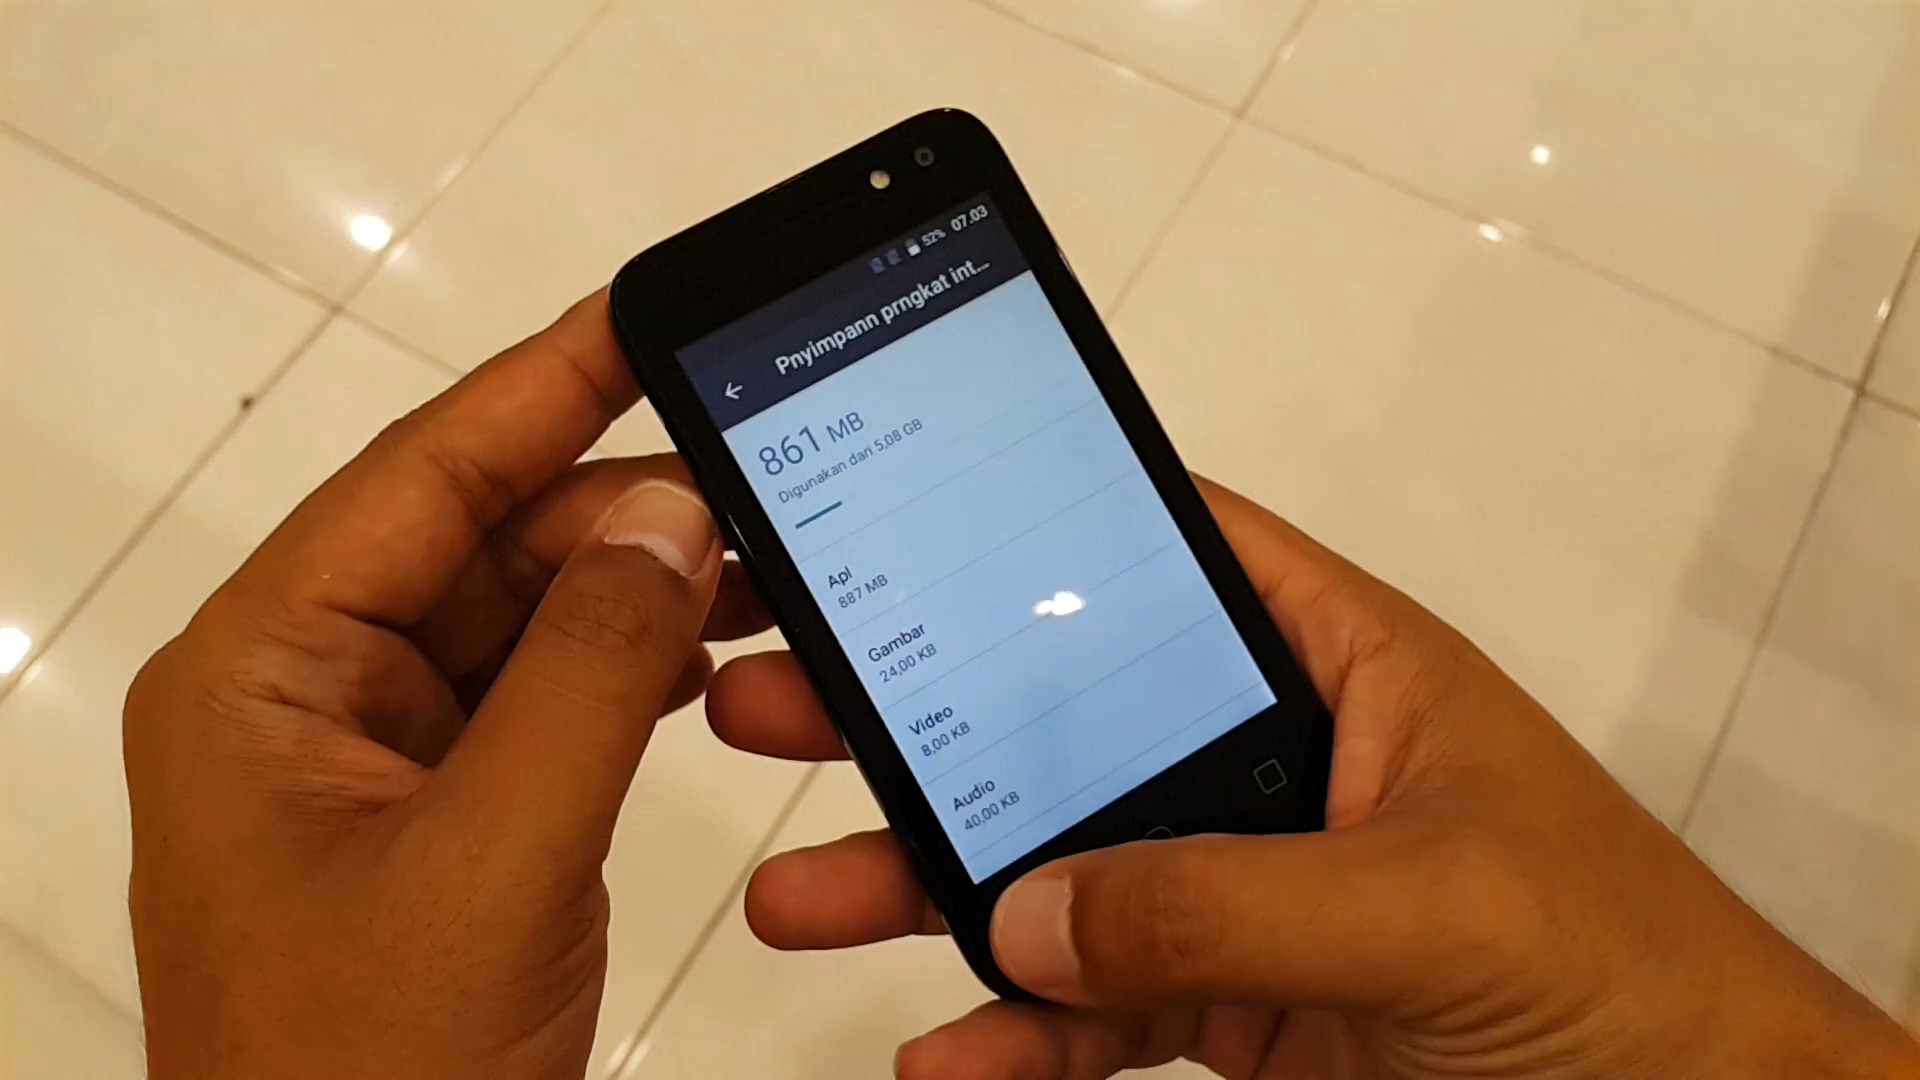 52% 07.03
Pnyimpann prngkat int...
861 MB
Digunakan dari 5,08 GB
Apl
887 MB
Gambar
24,00 KB
Video
8,00 KB
Audio
40,00 KB